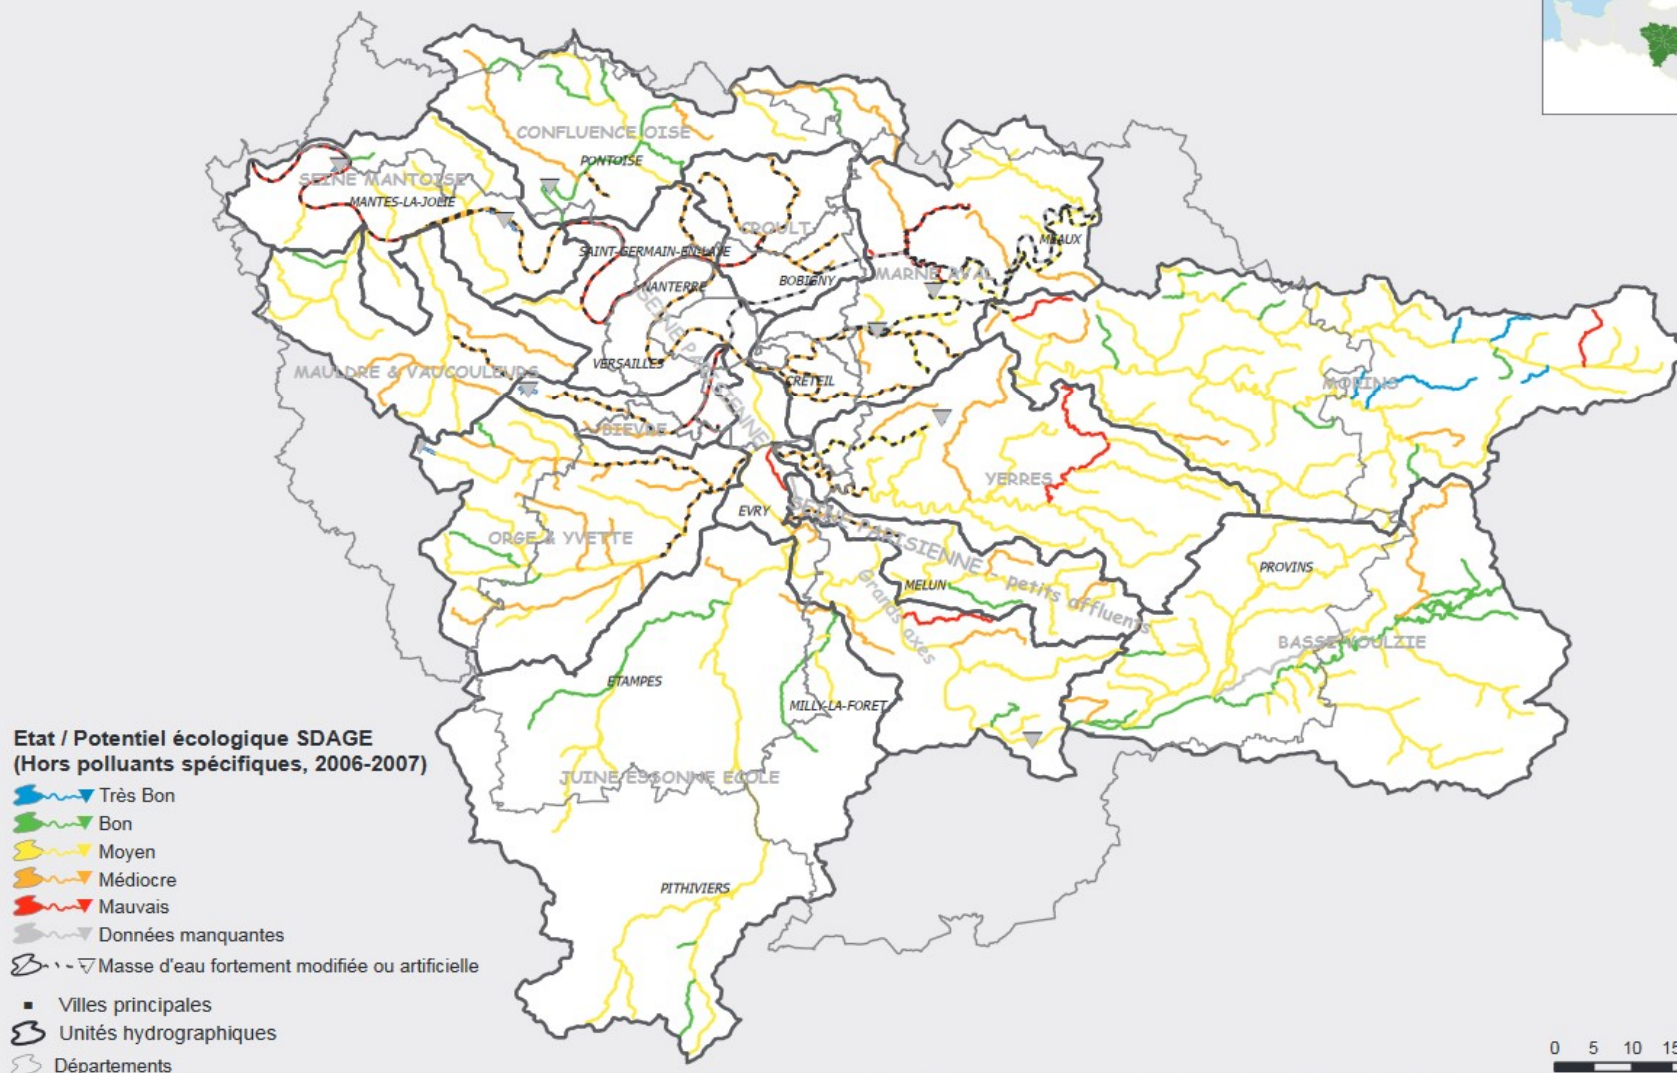 CONFLUENCE OISE
PONTOISE
SEINE MANTOISE
MANTES-LA-JOLIE
CROULT
SAINT-GERMAIN-EN-LAYE
MEAUX
MARNE AVAL
BOBIGNY
NANTERRE
SEINE PARISIENNE
VERSAILLES
MAULDRE & VAUCOULEURS
CRETEIL
MORINS
BIEVRE
YERRES
EVRY
SEINE PARISIENNE - petits affluents
ORGE & YVETTE
PROVINS
MELUN
Grands axes
BASSE VOULZIE
ETAMPES
MILLY-LA-FORET
JUINE ESSONNE ECOLE
PITHIVIERS
Etat / Potentiel écologique SDAGE
(Hors polluants spécifiques, 2006-2007)
Très Bon
Bon
Moyen
Médiocre
Mauvais
Données manquantes
Masse d'eau fortement modifiée ou artificielle
Villes principales
Unités hydrographiques
Départements
0 5 10 15